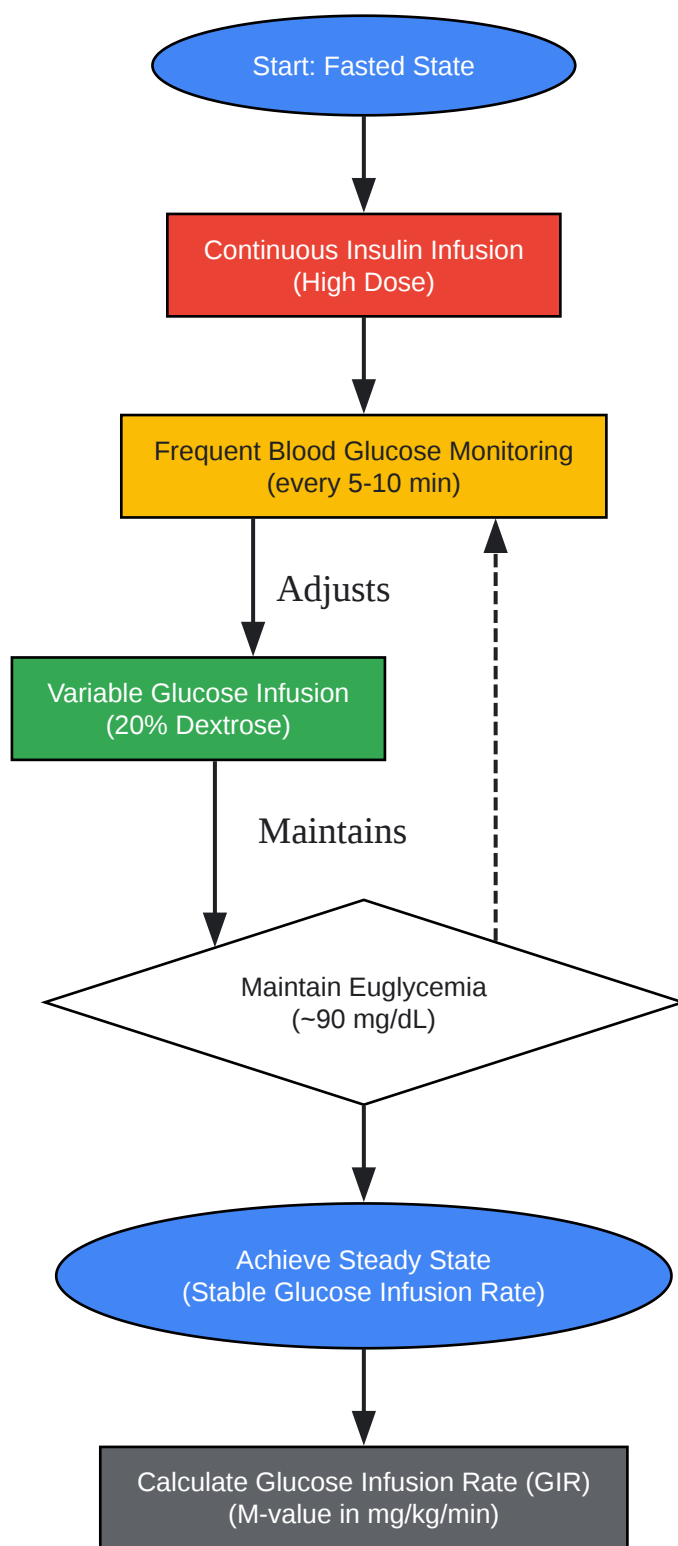 Start: Fasted State
Continuous Insulin Infusion
(High Dose)
Frequent Blood Glucose Monitoring
(every 5-10 min)
Adjusts
Variable Glucose Infusion
(20% Dextrose)
Maintains
Maintain Euglycemia
(~90 mg/dL)
Achieve Steady State
(Stable Glucose Infusion Rate)
Calculate Glucose Infusion Rate (GIR)
(M-value in mg/kg/min)